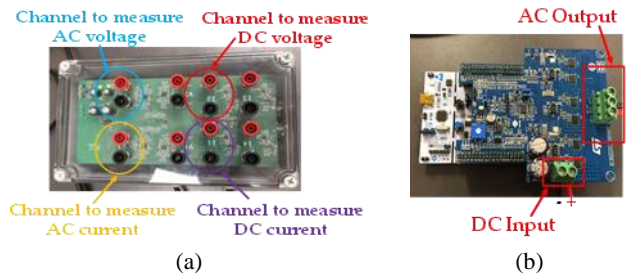 Channel to measure
AC voltage
Channel to measure
DC voltage
Channel to measure
AC current
Channel to measure
DC current
(a)
AC Output
DC Input
- +
(b)